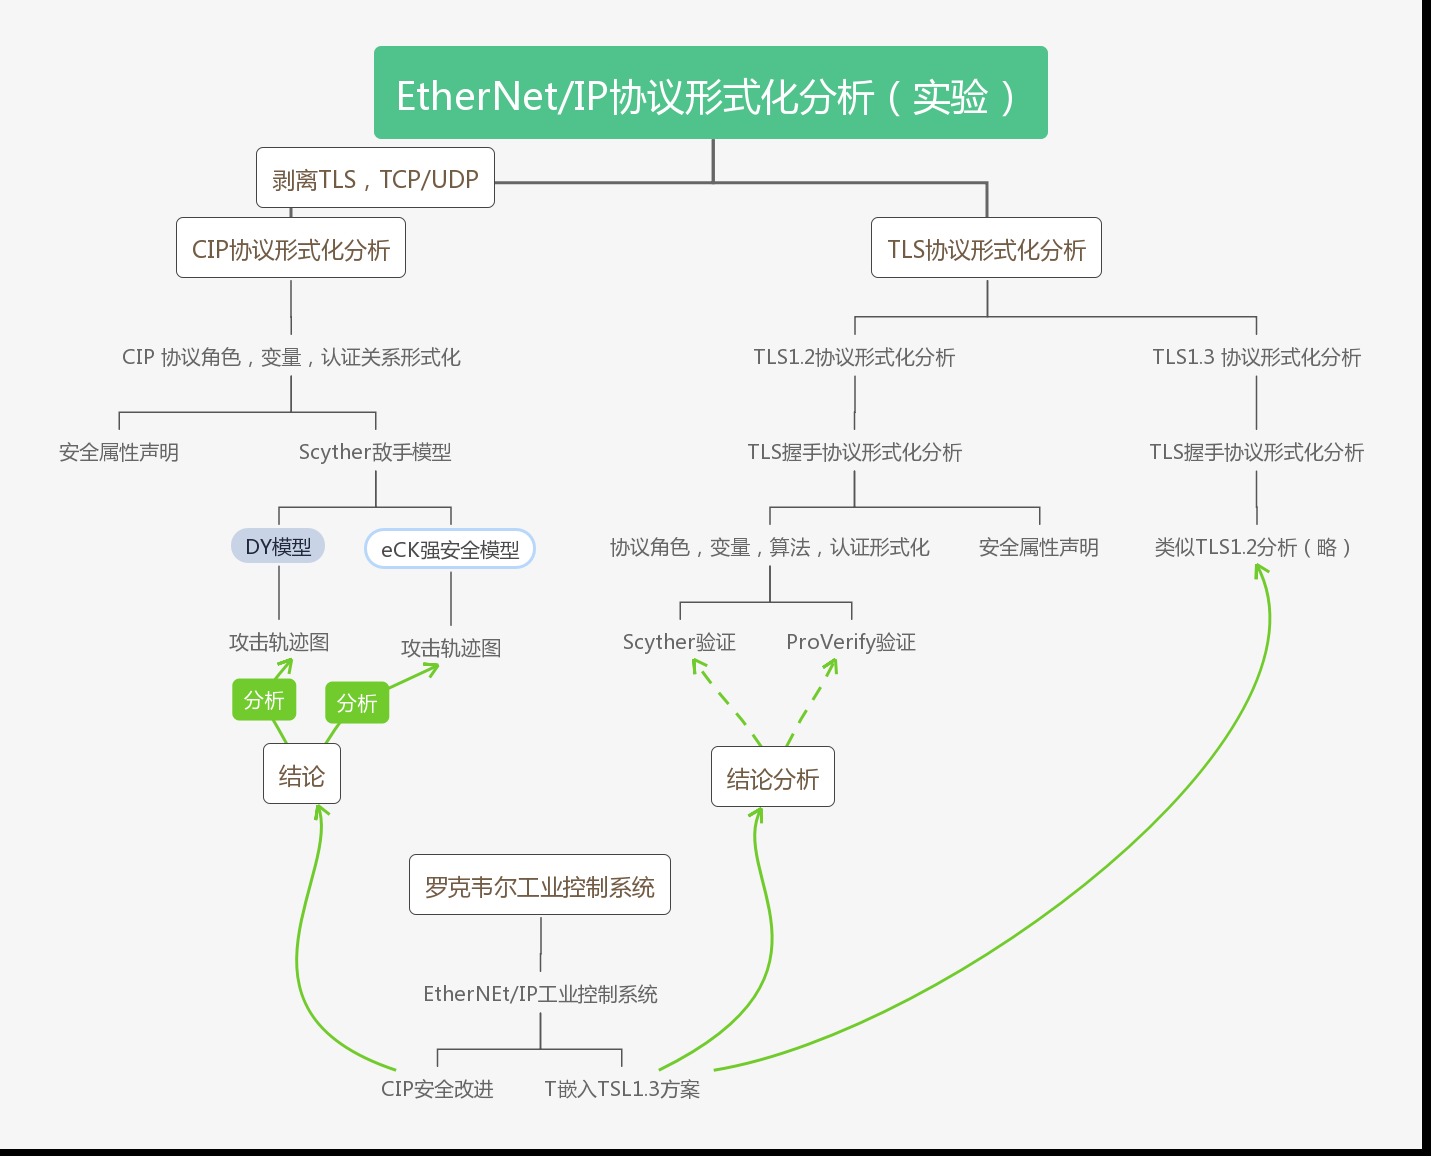 EtherNet/IP协议形式化分析（实验）
剥离TLS，TCP/UDP
CIP协议形式化分析
TLS协议形式化分析
CIP 协议角色，变量，认证关系形式化
TLS1.2协议形式化分析
TLS1.3 协议形式化分析
安全属性声明
Scyther敌手模型
TLS握手协议形式化分析
TLS握手协议形式化分析
DY模型
eCK强安全模型
协议角色，变量，算法，认证形式化
安全属性声明
类似TLS1.2分析（略）
攻击轨迹图
攻击轨迹图
Scyther验证
ProVerify验证
分析
分析
结论
结论分析
罗克韦尔工业控制系统
EtherNEt/IP工业控制系统
CIP安全改进
T嵌入TSL1.3方案